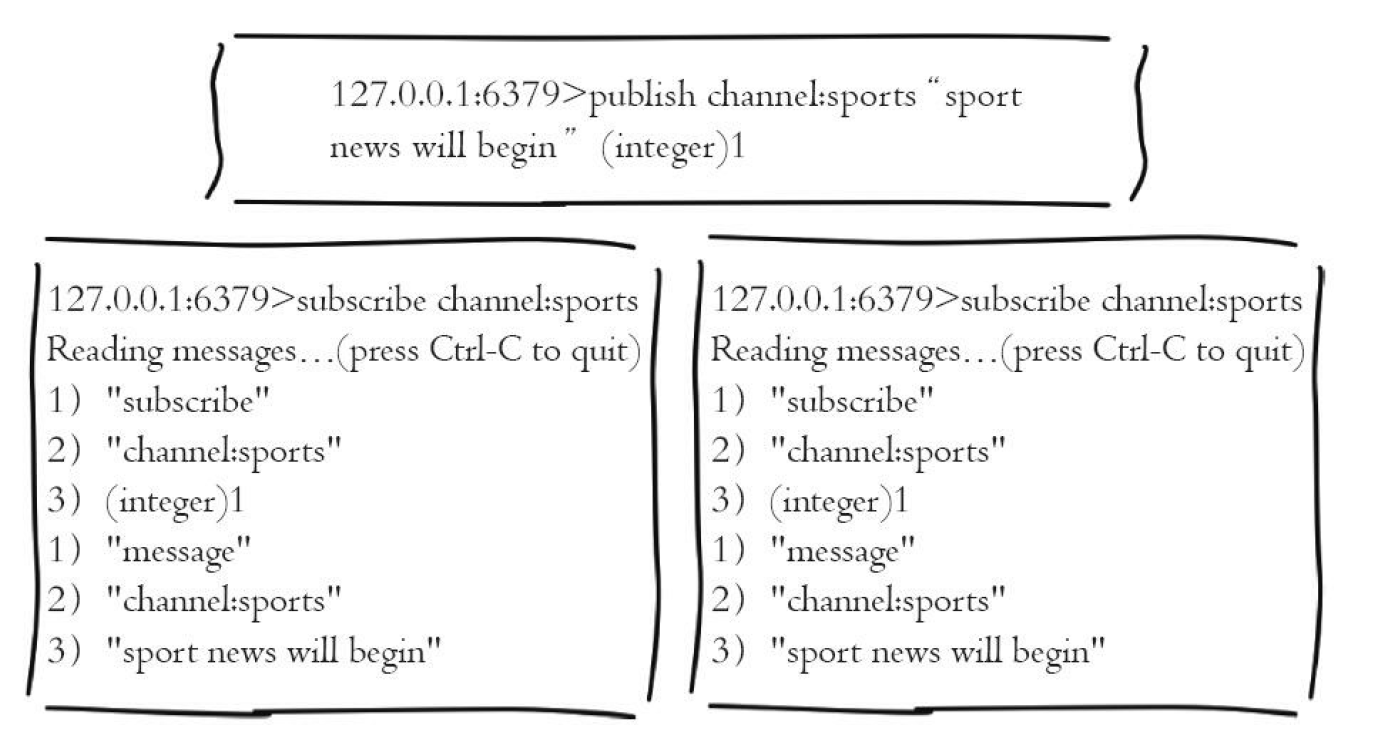 127.0.0.1:6379>publish channel:sports “sport
news will begin” (integer)1
127.0.0.1:6379>subscribe channel:sports
Reading messages...(press Ctrl-C to quit)
1) "subscribe"
2) "channel:sports"
3) (integer)1
1) "message"
2) "channel:sports"
3) "sport news will begin"
127.0.0.1:6379>subscribe channel:sports
Reading messages...(press Ctrl-C to quit)
1) "subscribe"
2) "channel:sports"
3) (integer)1
1) "message"
2) "channel:sports"
3) "sport news will begin"